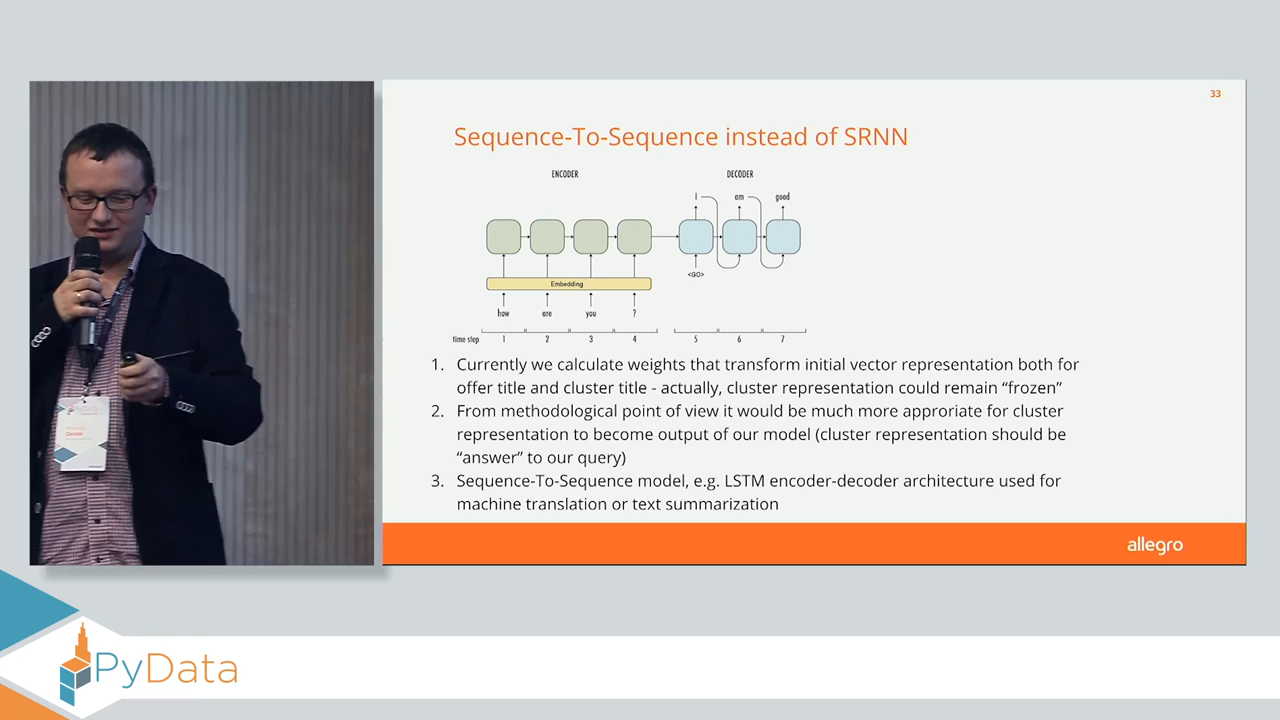 33
Sequence-To-Sequence instead of SRNN
ENCODER
DECODER
I am good
<GO>
Embedding
how are you ?
time step 1 2 3 4 5 6 7
1. Currently we calculate weights that transform initial vector representation both for
offer title and cluster title - actually, cluster representation could remain “frozen”
2. From methodological point of view it would be much more approriate for cluster
representation to become output of our model cluster representation should be
“answer” to our query)
3. Sequence-To-Sequence model, e.g. LSTM encoder-decoder architecture used for
machine translation or text summarization
allegro
PyData